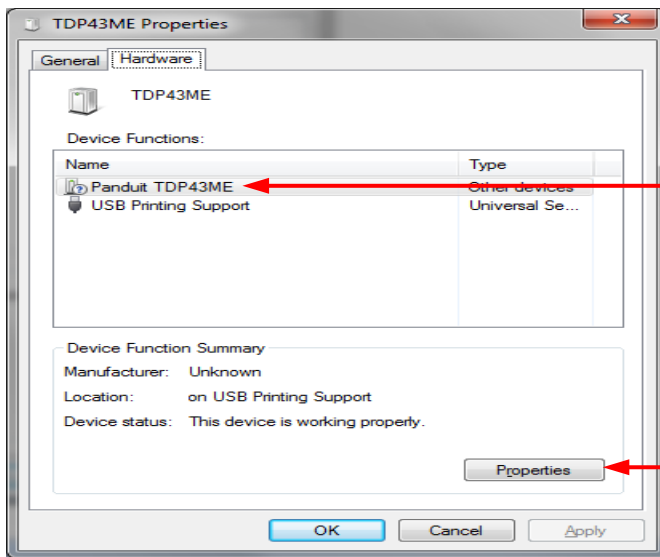 TDP43ME Properties
General Hardware
TDP43ME
Device Functions:
Name Type
Panduit TDP43ME Other devices
USB Printing Support Universal Se...
Device Function Summary
Manufacturer: Unknown
Location: on USB Printing Support
Device status: This device is working properly.
Properties
OK Cancel Apply